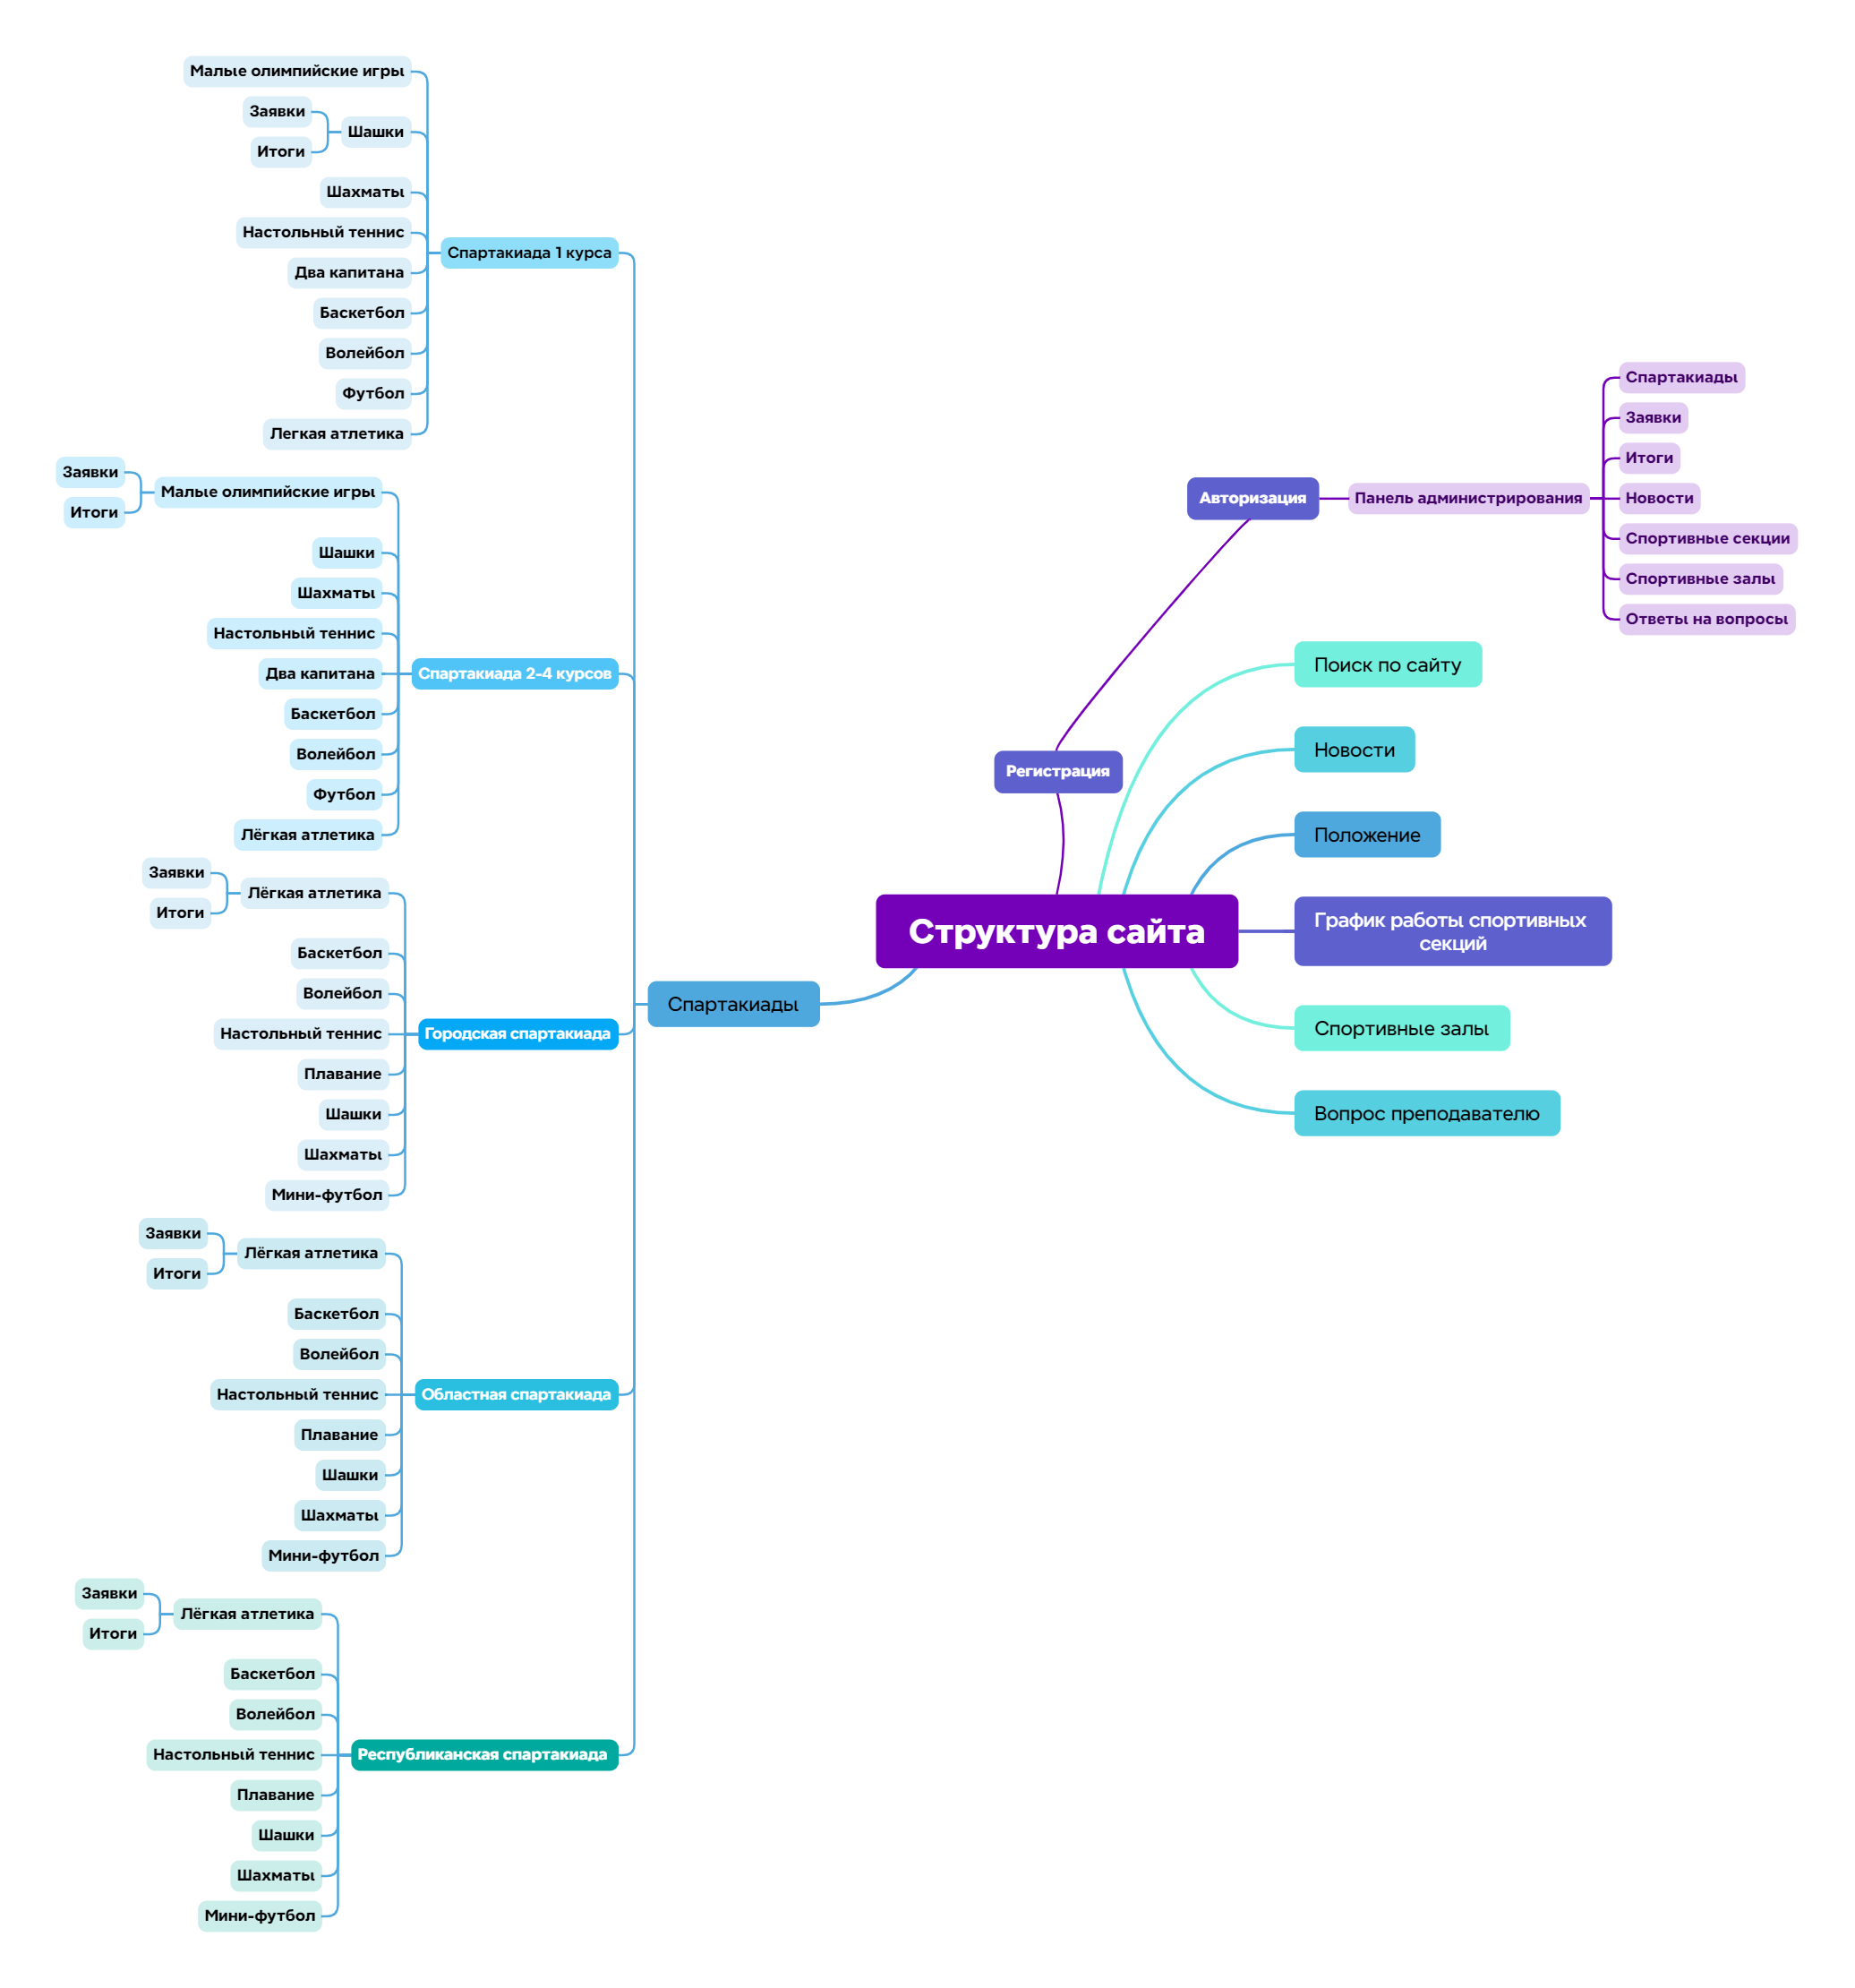 Малые олимпийские игры
Заявки
Шашки
Итоги
Шахматы
Настольный теннис
Спартакиада 1 курса
Два капитана
Баскетбол
Волейбол
Футбол
Легкая атлетика
Заявки
Малые олимпийские игры
Итоги
Шашки
Шахматы
Настольный теннис
Два капитана
Спартакиада 2-4 курсов
Баскетбол
Волейбол
Футбол
Лёгкая атлетика
Заявки
Лёгкая атлетика
Итоги
Баскетбол
Волейбол
Настольный теннис
Городская спартакиада
Плавание
Шашки
Шахматы
Мини-футбол
Заявки
Лёгкая атлетика
Итоги
Баскетбол
Волейбол
Настольный теннис
Областная спартакиада
Плавание
Шашки
Шахматы
Мини-футбол
Заявки
Лёгкая атлетика
Итоги
Баскетбол
Волейбол
Настольный теннис
Республиканская спартакиада
Плавание
Шашки
Шахматы
Мини-футбол
Спартакиады
Структура сайта
Регистрация
Авторизация
Панель администрирования
Спартакиады
Заявки
Итоги
Новости
Спортивные секции
Спортивные залы
Ответы на вопросы
Поиск по сайту
Новости
Положение
График работы спортивных
секций
Спортивные залы
Вопрос преподавателю